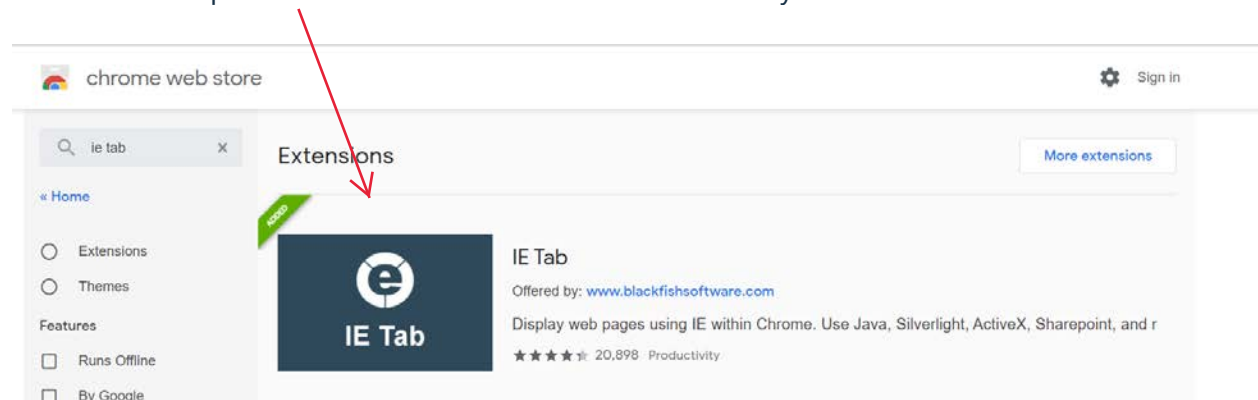 chrome web store
Sign in
ie tab
Extensions
More extensions
« Home
ADDED
Extensions
Themes
IE Tab
Offered by: www.blackfishsoftware.com
Features
Display web pages using IE within Chrome. Use Java, Silverlight, ActiveX, Sharepoint, and r
IE Tab
20,898 Productivity
Runs Offline
By Google